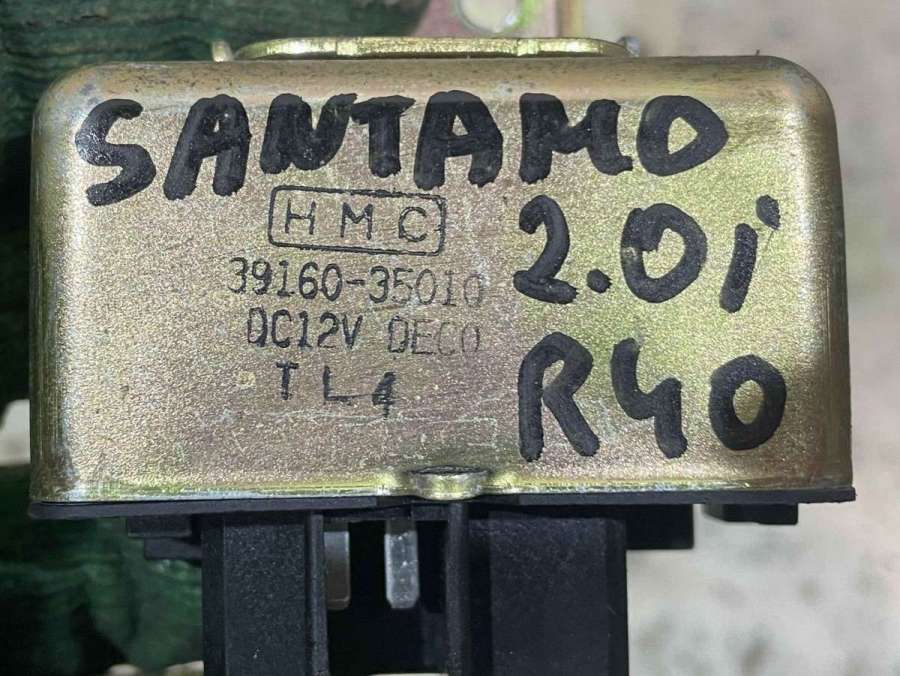 SANTAMO
HMC
2.0i
39160-35010
DC12V DECO
R40
TL4